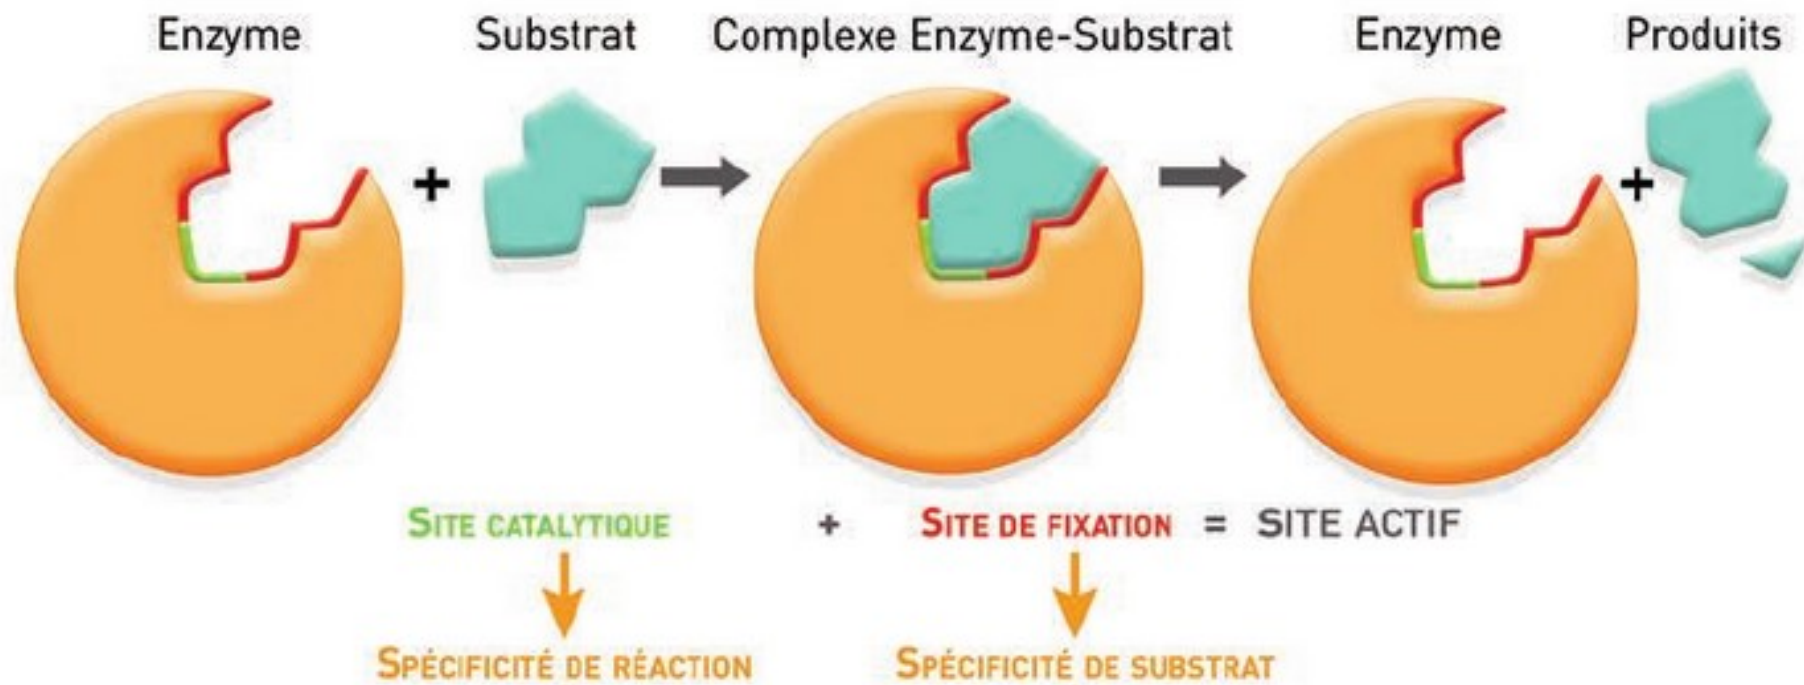 Enzyme Substrat Complexe Enzyme-Substrat Enzyme Produits
+ +
SITE CATALYTIQUE + SITE DE FIXATION = SITE ACTIF
SPÉCIFICITÉ DE RÉACTION SPÉCIFICITÉ DE SUBSTRAT